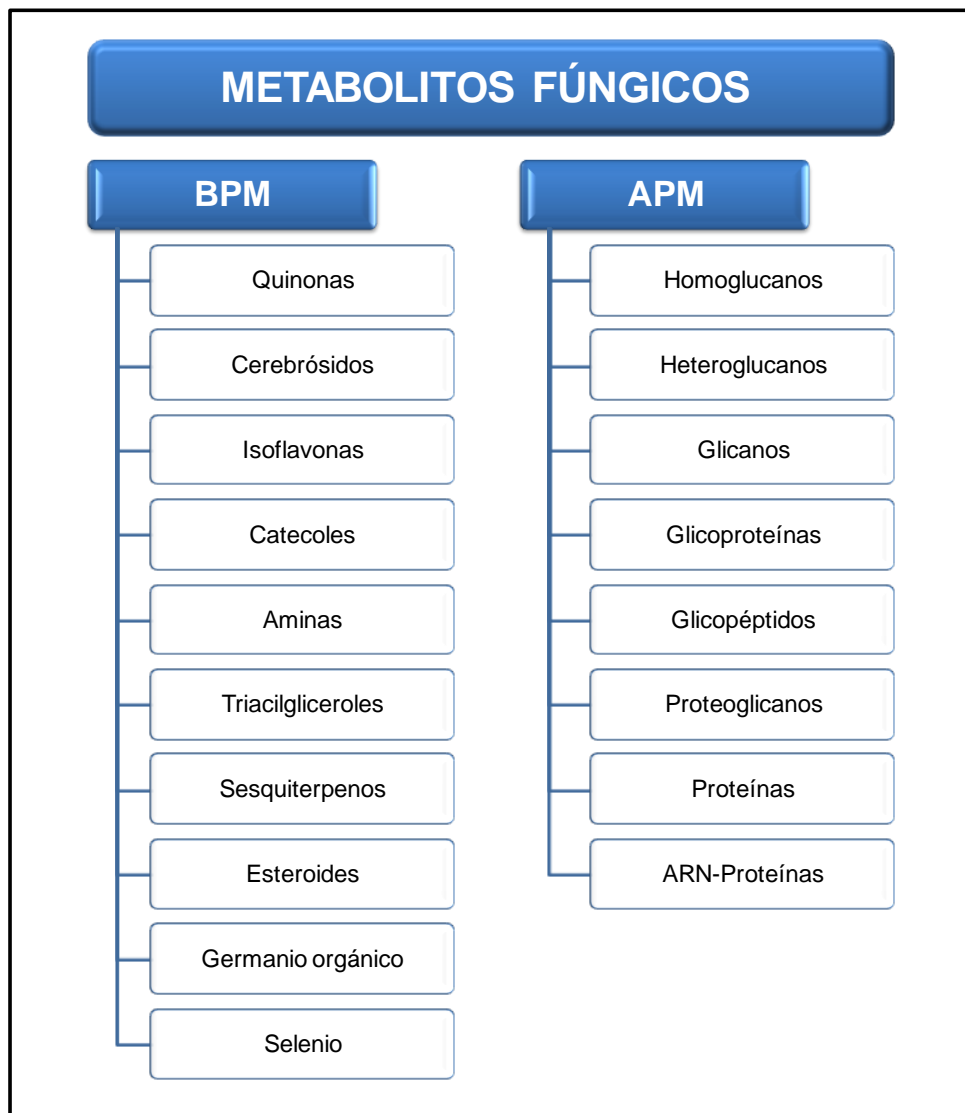 METABOLITOS FÚNGICOS
BPM
Quinonas
Cerebrósidos
Isoflavonas
Catecoles
Aminas
Triacilgliceroles
Sesquiterpenos
Esteroides
Germanio orgánico
Selenio
APM
Homoglucanos
Heteroglucanos
Glicanos
Glicoproteínas
Glicopéptidos
Proteoglicanos
Proteínas
ARN-Proteínas